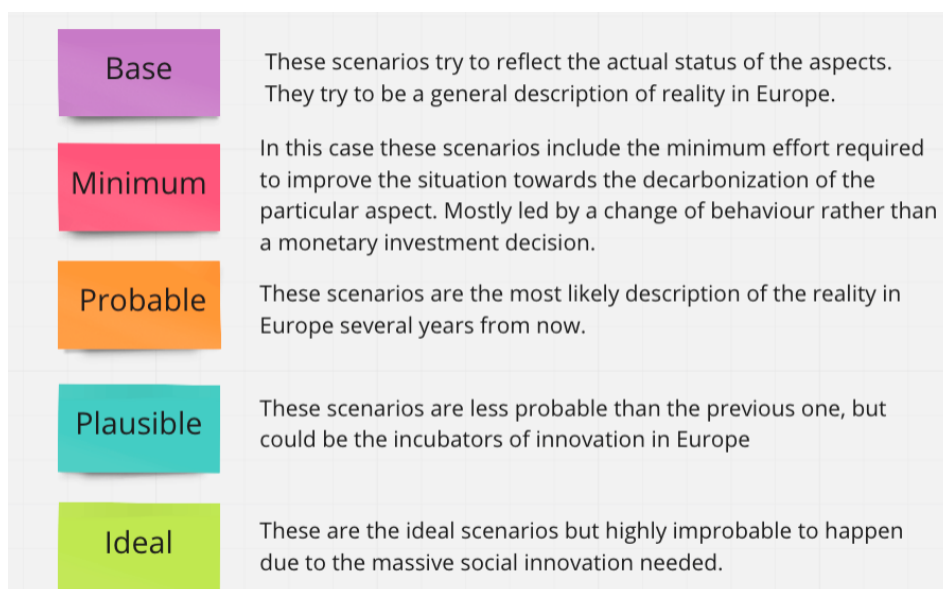 Base
These scenarios try to reflect the actual status of the aspects.
They try to be a general description of reality in Europe.
Minimum
In this case these scenarios include the minimum effort required
to improve the situation towards the decarbonization of the
particular aspect. Mostly led by a change of behaviour rather than
a monetary investment decision.
Probable
These scenarios are the most likely description of the reality in
Europe several years from now.
Plausible
These scenarios are less probable than the previous one, but
could be the incubators of innovation in Europe
Ideal
These are the ideal scenarios but highly improbable to happen
due to the massive social innovation needed.